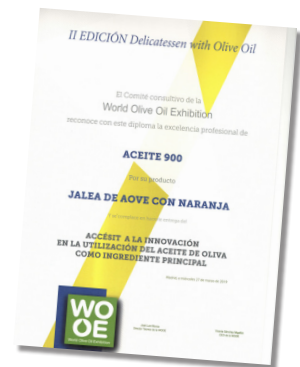 II EDICIÓN Delicatessen with Olive Oil
El Comité consultivo de la
World Olive Oil Exhibition
reconoce con este diploma la excelencia profesional de
ACEITE 900
Por su producto
JALEA DE AOVE CON NARANJA
ACCÉSIT A LA INNOVACIÓN
EN LA UTILIZACIÓN DEL ACEITE DE OLIVA
COMO INGREDIENTE PRINCIPAL
WO
OE
World Olive Oil Exhibition